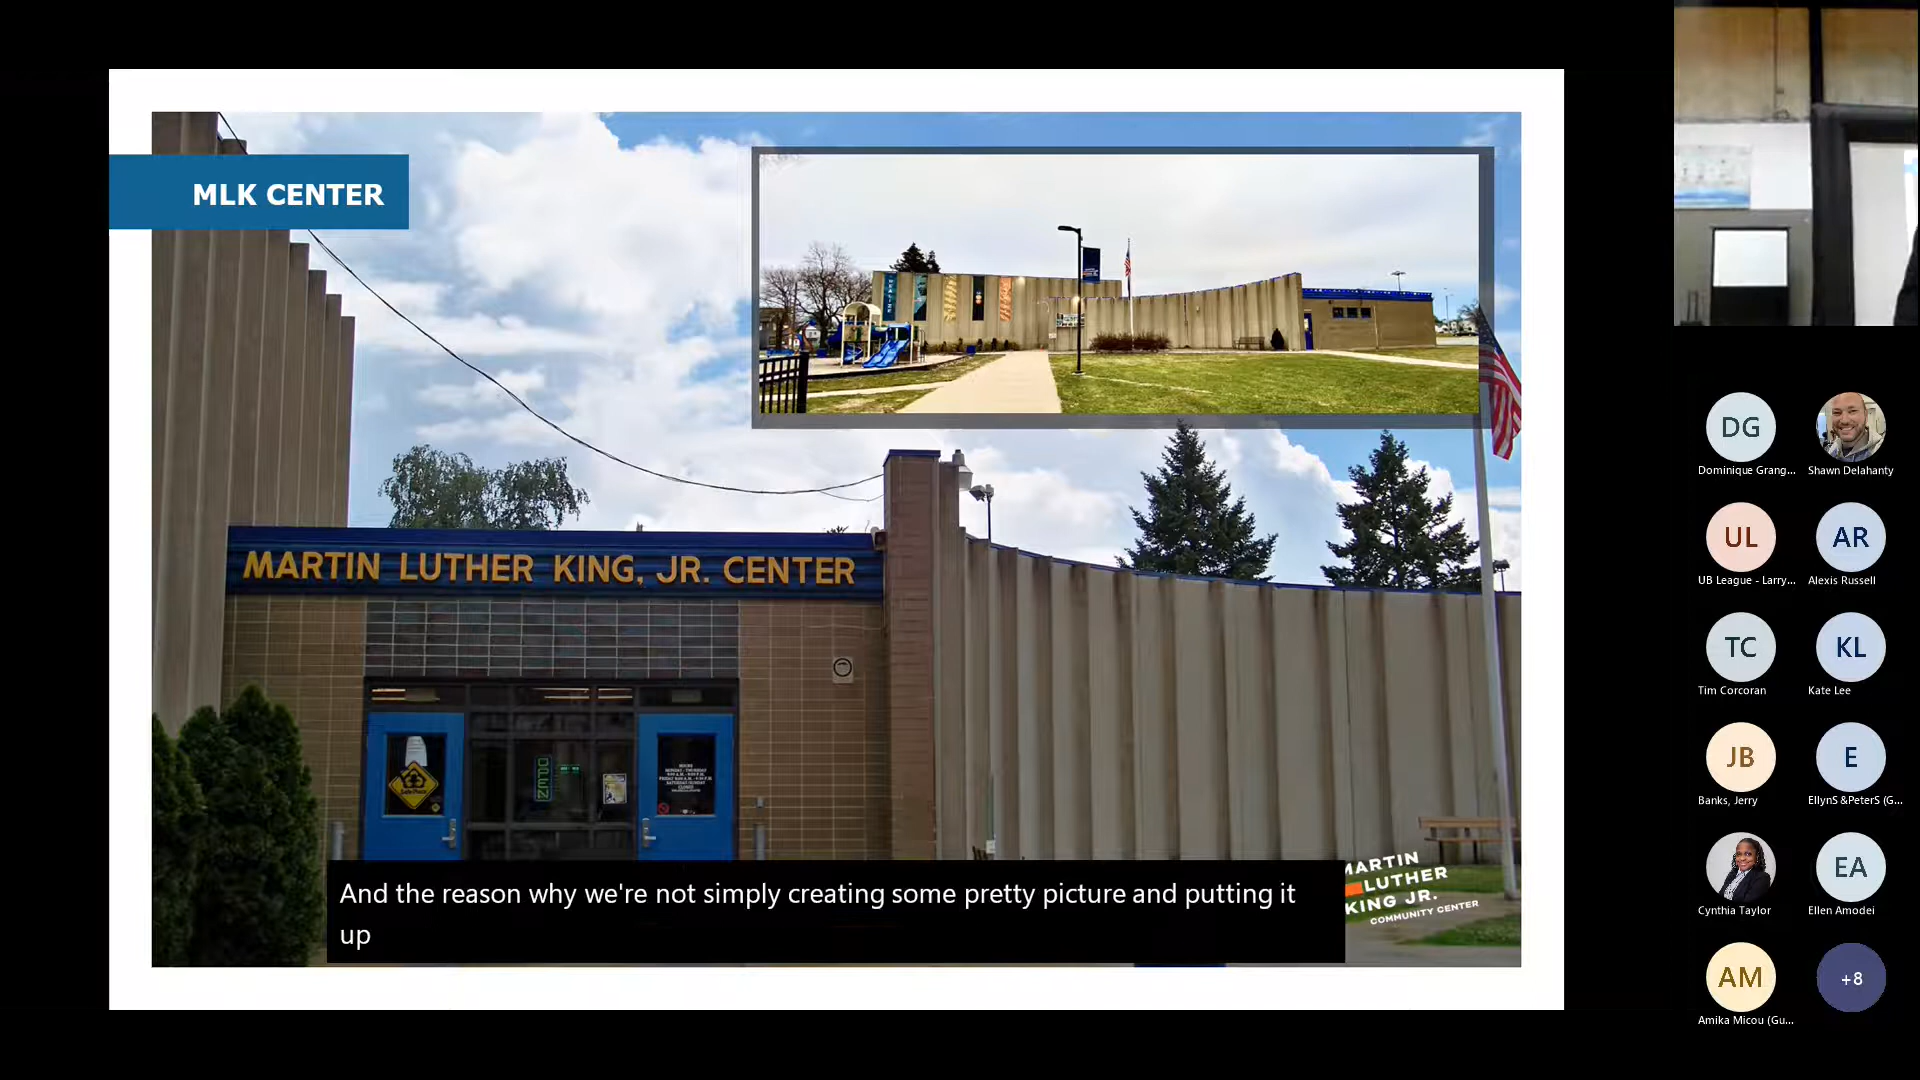 MLK CENTER
MARTIN LUTHER KING, JR. CENTER
OPEN
And the reason why we're not simply creating some pretty picture and putting it
up
MARTIN
LUTHER
KING JR.
COMMUNITY CENTER
DG
Dominique Grang...
Shawn Delahanty
UL
UB League - Larry...
AR
Alexis Russell
TC
Tim Corcoran
KL
Kate Lee
JB
Banks, Jerry
E
EllynS &PeterS (G...
Cynthia Taylor
EA
Ellen Amodei
AM
Amika Micou (Gu...
+8